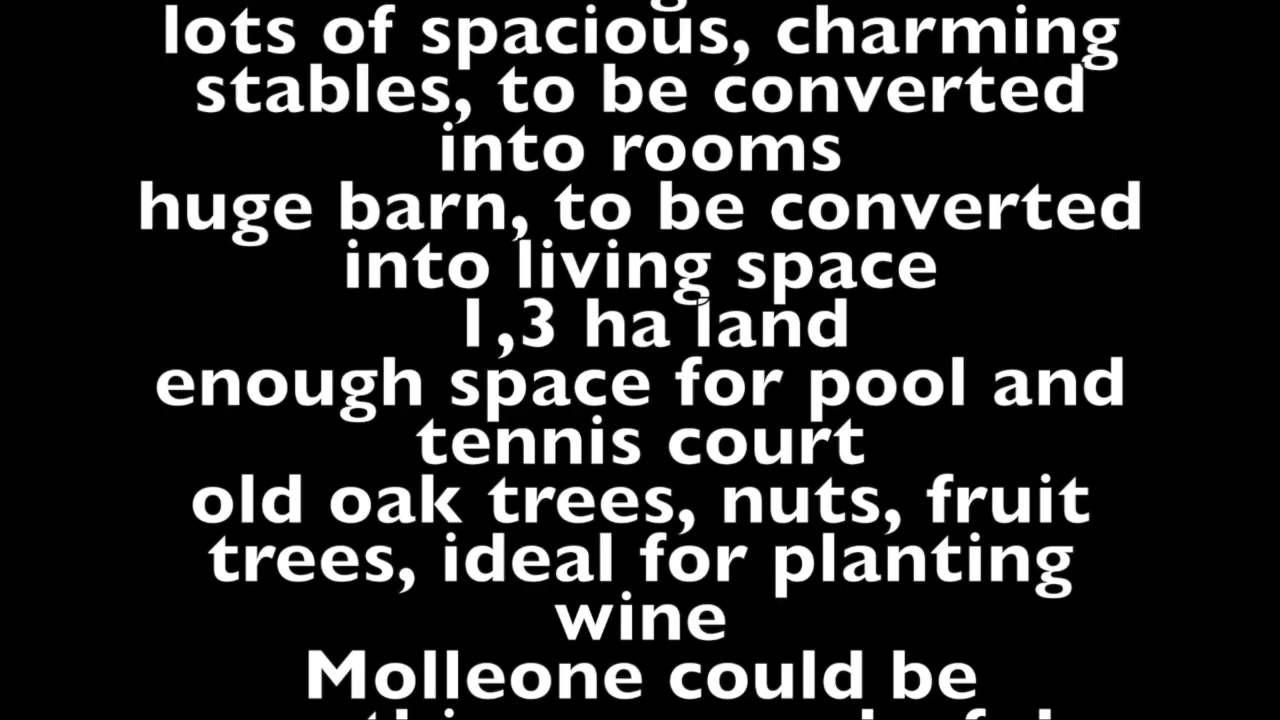 lots of spacious, charming
stables, to be converted
into rooms
huge barn, to be converted
into living space
1,3 ha land
enough space for pool and
tennis court
old oak trees, nuts, fruit
trees, ideal for planting
wine
Molleone could be